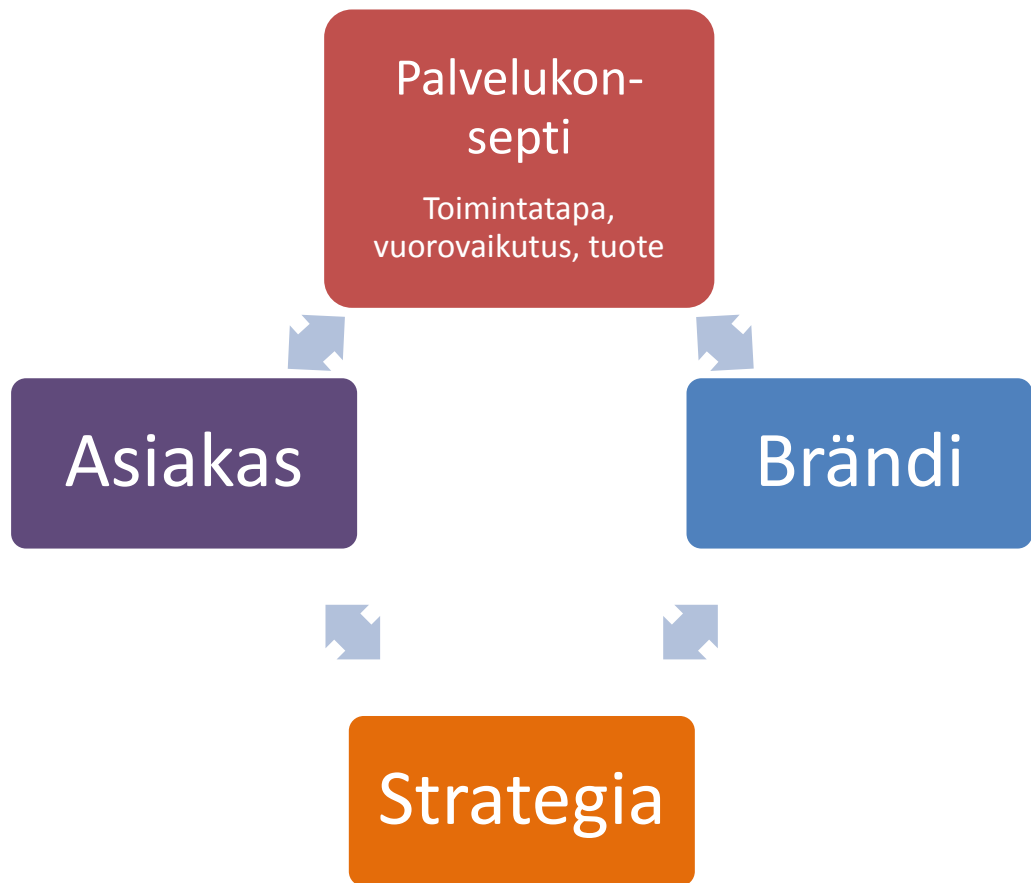 Palvelukon-
septi
Toimintatapa,
vuorovaikutus, tuote
Asiakas
Brändi
Strategia